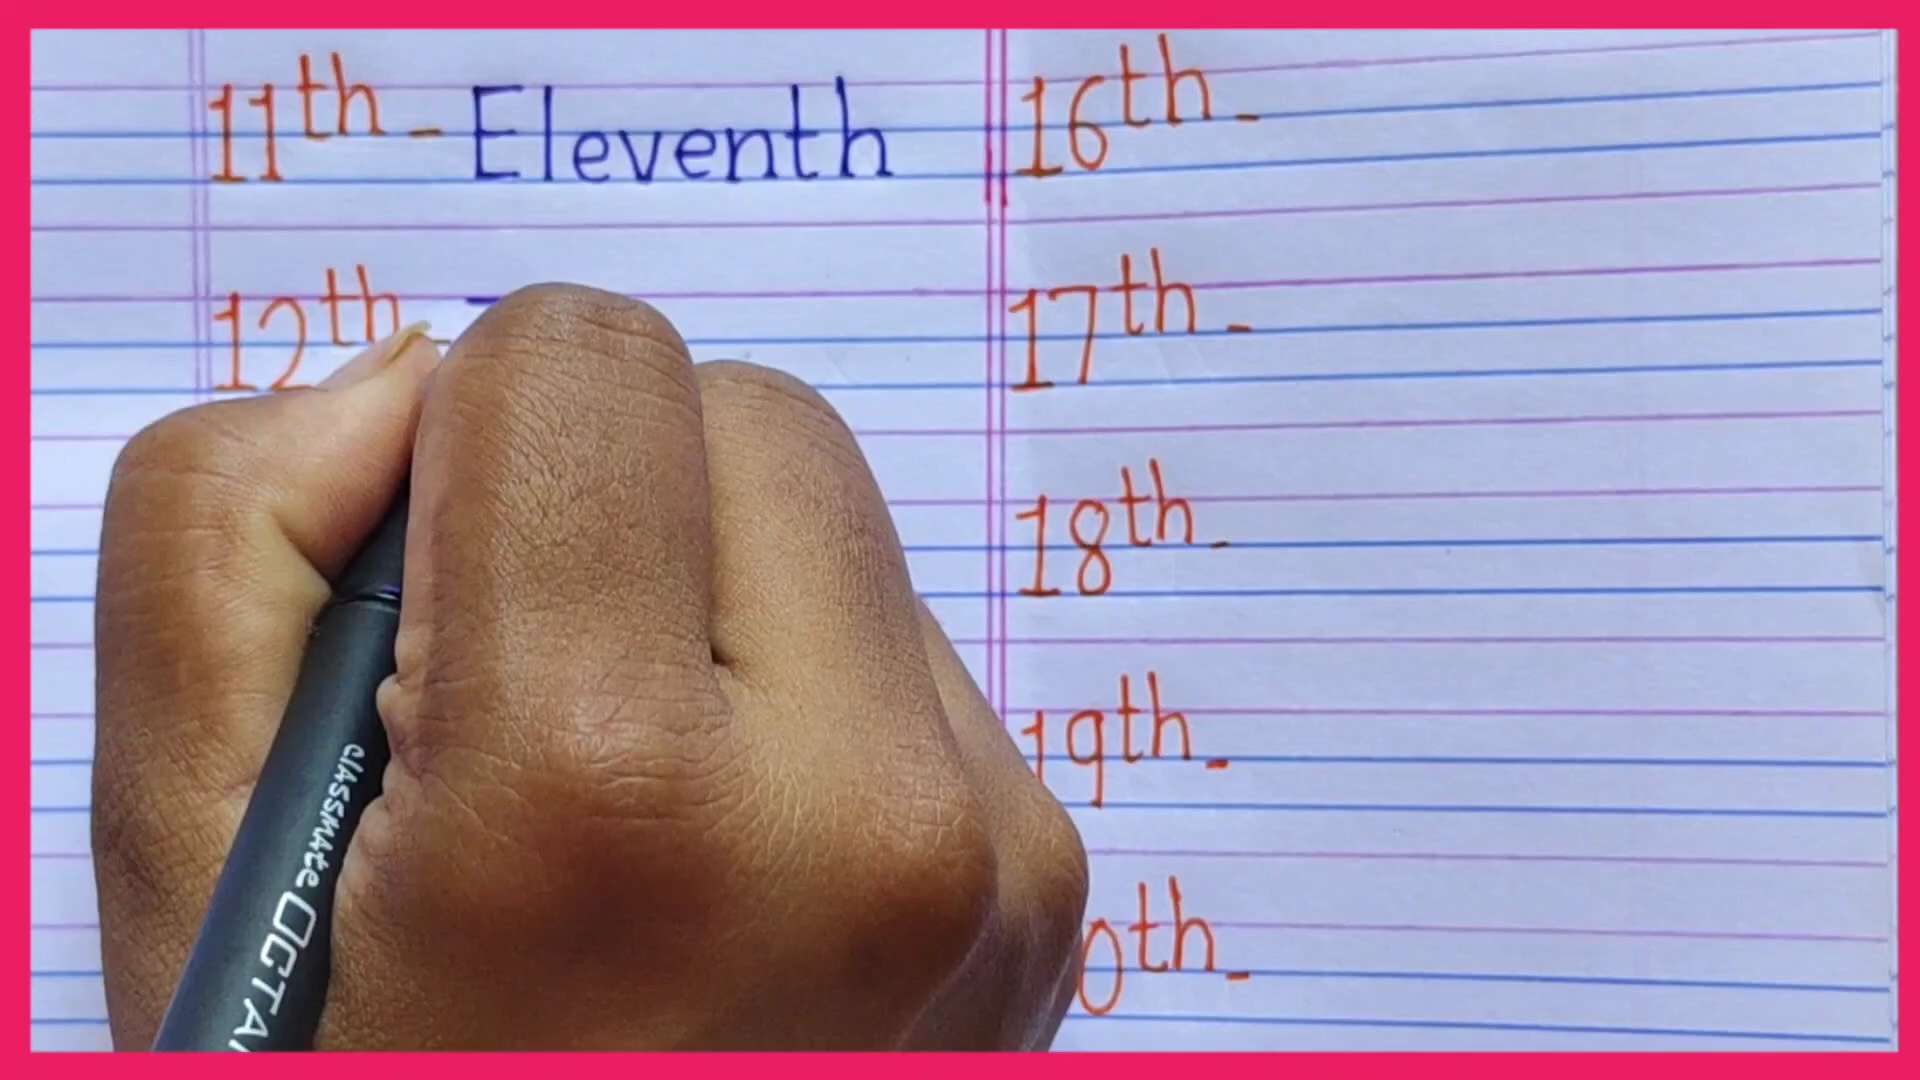 11th - Eleventh
12th -
16th -
17th -
18th -
19th -
0th -
classmate OCTA